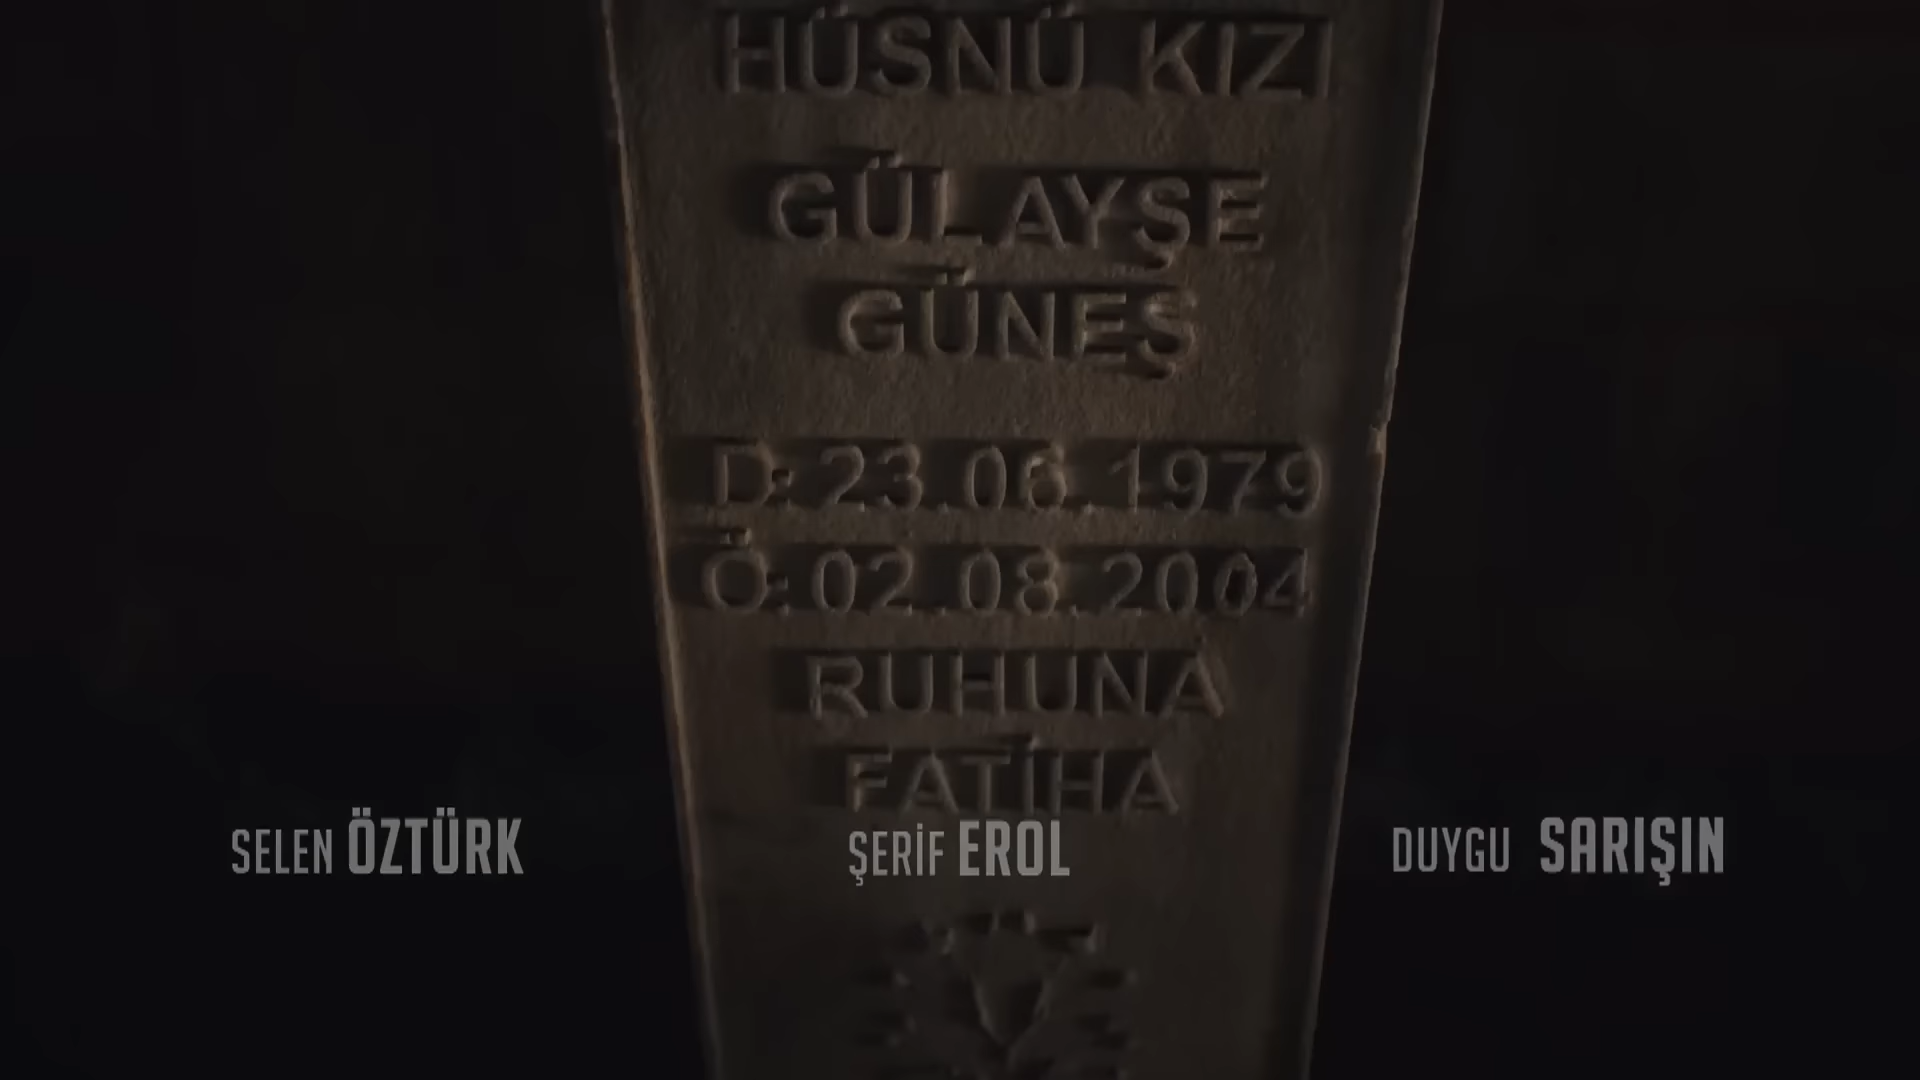 HÜSNÜ KIZI
GÜLAYŞE
GÜNEŞ
D: 23.06.1979
Ö: 02.08.2004
RUHUNA
FATİHA
SELEN ÖZTÜRK
ŞERİF EROL
DUYGU SARIŞIN